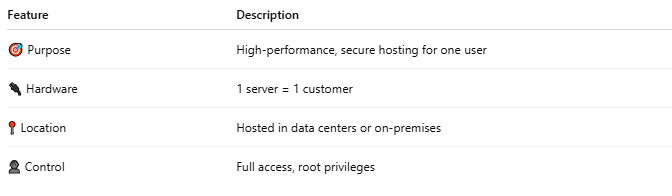 Feature Description
🎯 Purpose High-performance, secure hosting for one user
🔌 Hardware 1 server = 1 customer
📍 Location Hosted in data centers or on-premises
👤 Control Full access, root privileges